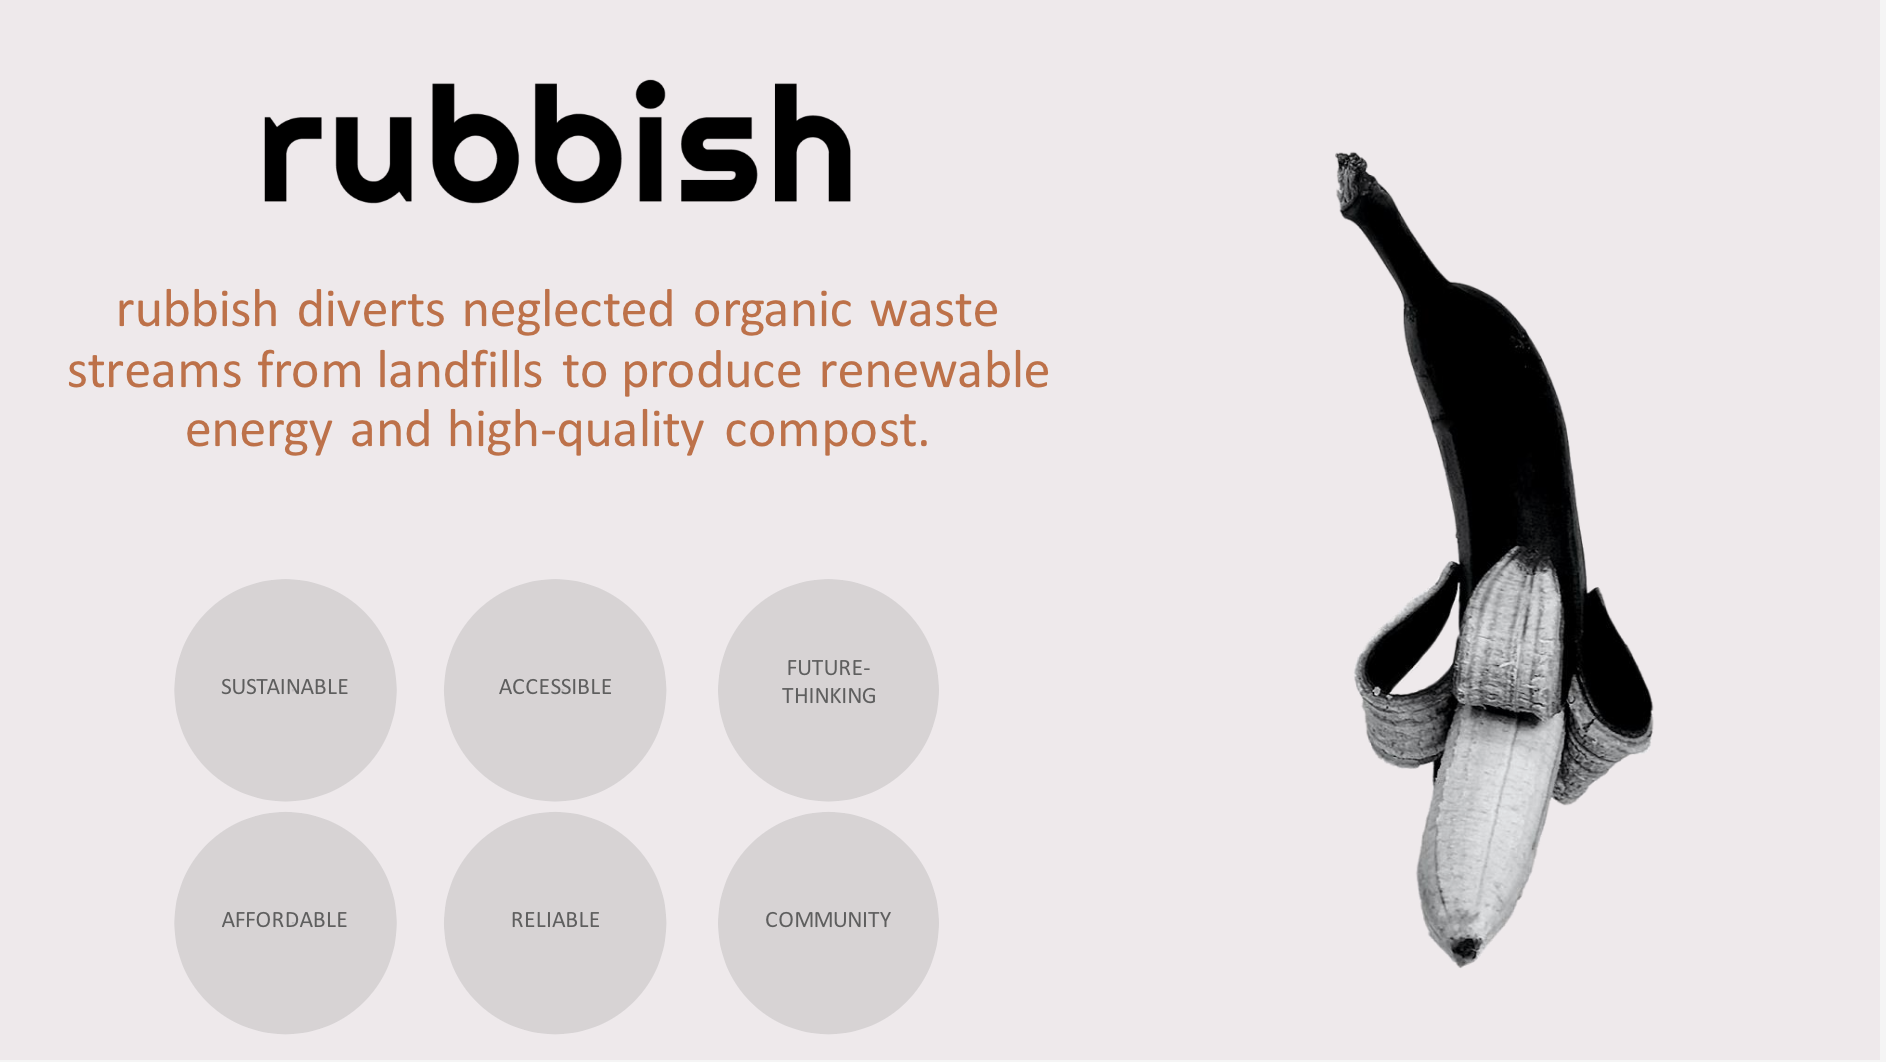 rubbish
rubbish diverts neglected organic waste
streams from landfills to produce renewable
energy and high-quality compost.
SUSTAINABLE
ACCESSIBLE
FUTURE-
THINKING
AFFORDABLE
RELIABLE
COMMUNITY